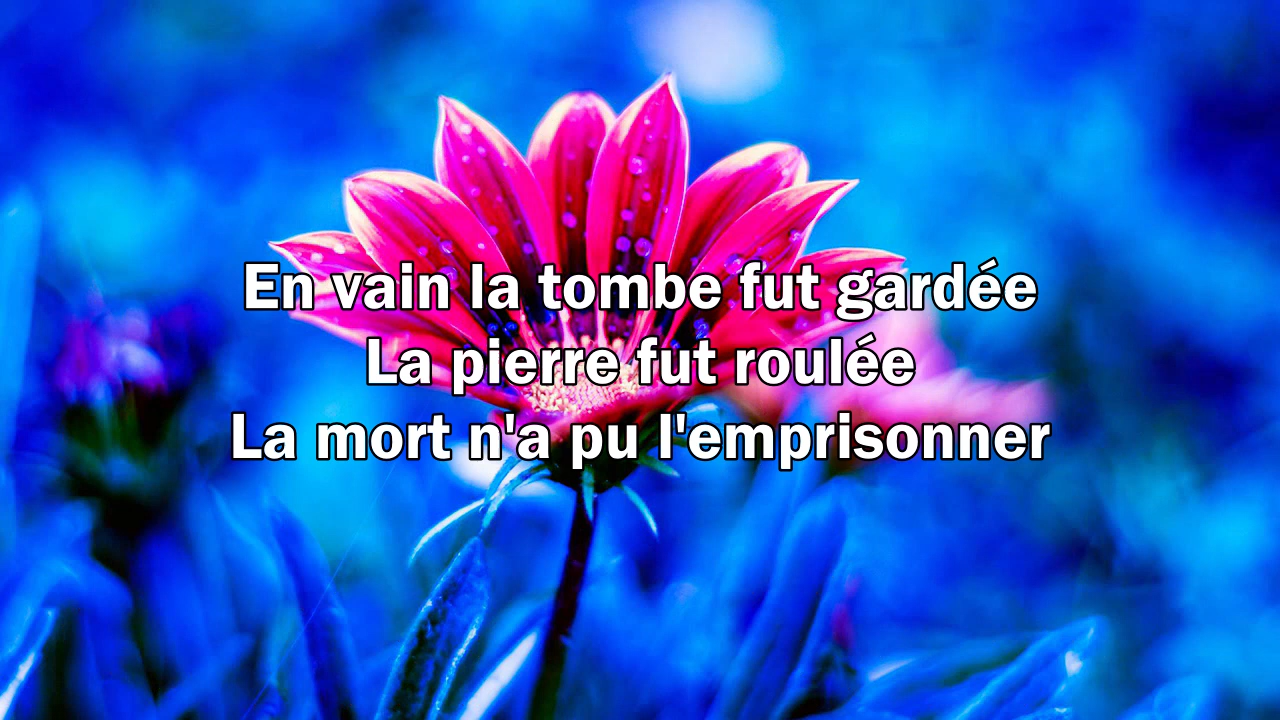 En vain la tombe fut gardée
La pierre fut roulée
La mort n'a pu l'emprisonner